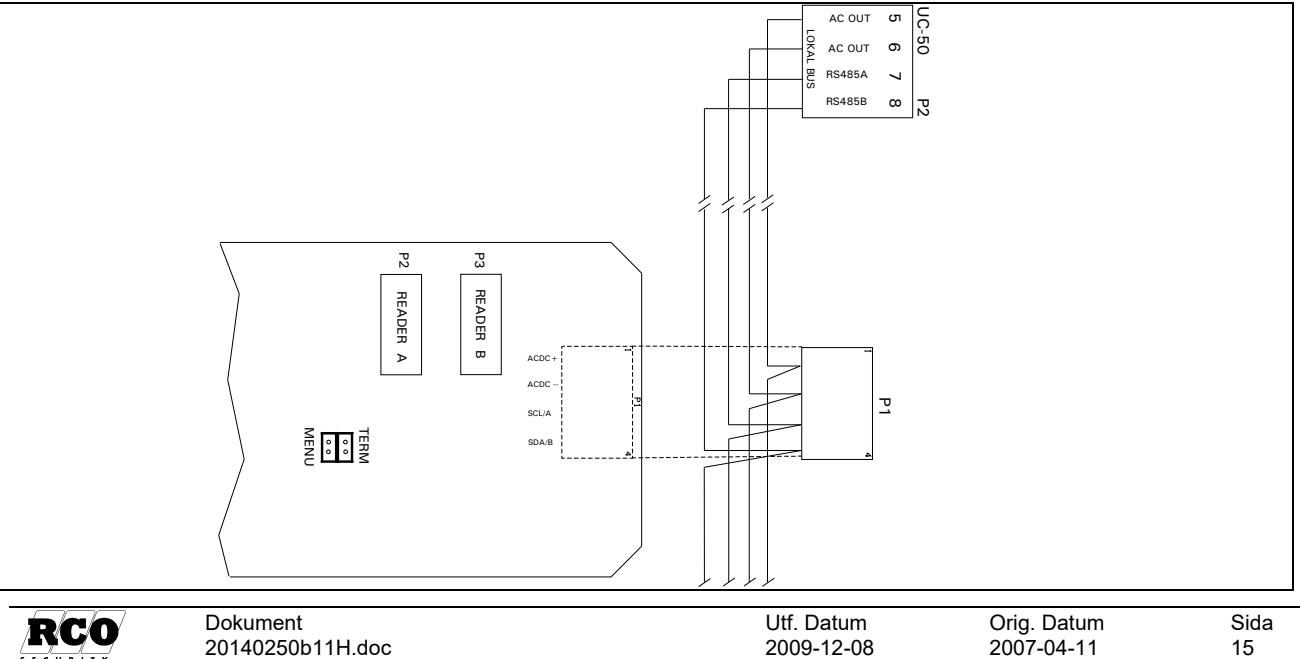 UC-50
P2
LOKAL BUS
AC OUT 5
AC OUT 6
RS485A 7
RS485B 8
P2
READER A
P3
READER B
ACDC +
ACDC --
SCL/A
SDA/B
1
P1
4
1
P1
4
TERM
MENU
RCO
SECURITY
Dokument
20140250b11H.doc
Utf. Datum
2009-12-08
Orig. Datum
2007-04-11
Sida
15